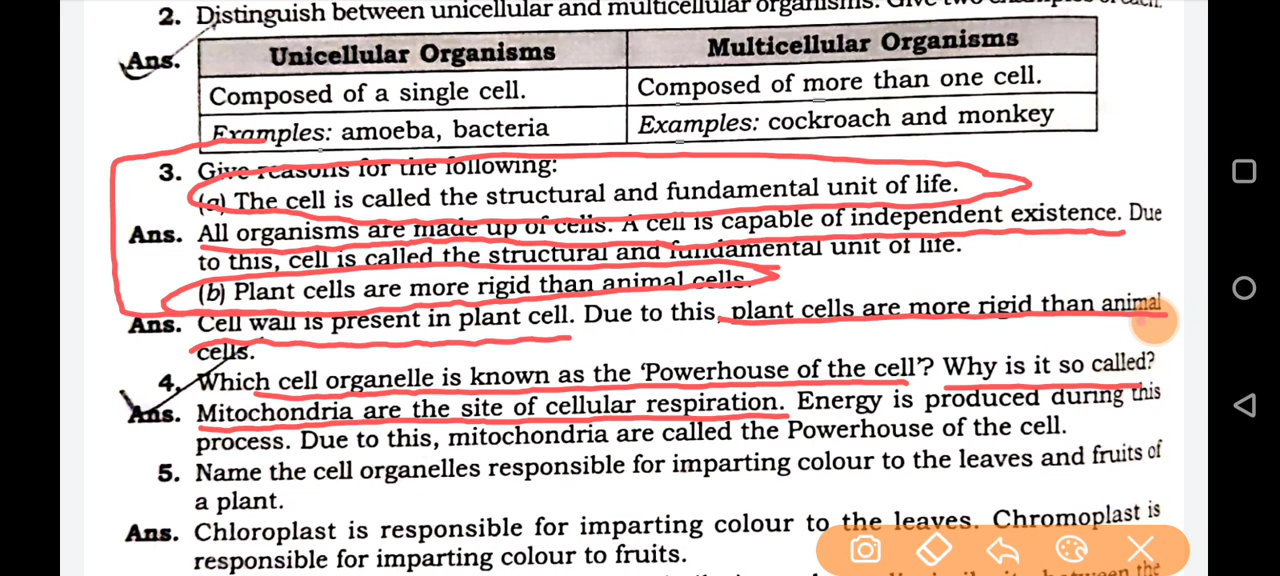 2. Distinguish between unicellular and multicellular organisms. Give two examples of each.
Ans.
Unicellular Organisms Multicellular Organisms
Composed of a single cell. Composed of more than one cell.
Examples: amoeba, bacteria Examples: cockroach and monkey
3. Give reasons for the following:
(a) The cell is called the structural and fundamental unit of life.
Ans. All organisms are made up of cells. A cell is capable of independent existence. Due
to this, cell is called the structural and fundamental unit of life.
(b) Plant cells are more rigid than animal cells.
Ans. Cell wall is present in plant cell. Due to this, plant cells are more rigid than animal
cells.
4. Which cell organelle is known as the ‘Powerhouse of the cell’? Why is it so called?
Ans. Mitochondria are the site of cellular respiration. Energy is produced during this
process. Due to this, mitochondria are called the Powerhouse of the cell.
5. Name the cell organelles responsible for imparting colour to the leaves and fruits of
a plant.
Ans. Chloroplast is responsible for imparting colour to the leaves. Chromoplast is
responsible for imparting colour to fruits.
between the